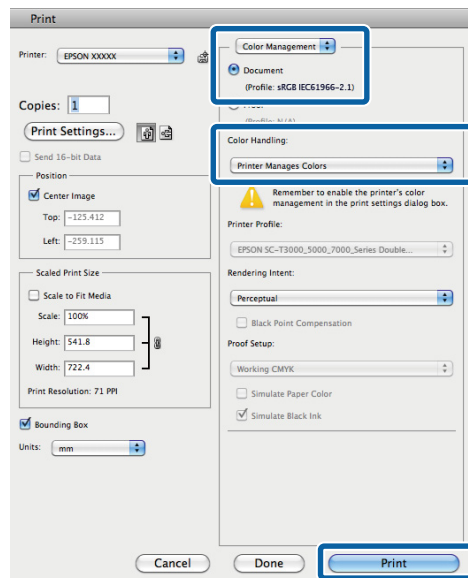 Print
Printer: EPSON XXXXX
Copies: 1
Print Settings...
Send 16-bit Data
Position
Center Image
Top: -125.412
Left: -259.115
Scaled Print Size
Scale to Fit Media
Scale: 100%
Height: 541.8
Width: 722.4
Print Resolution: 71 PPI
Bounding Box
Units: mm
Color Management
Document
(Profile: sRGB IEC61966-2.1)
(Profile: N/A)
Color Handling:
Printer Manages Colors
Remember to enable the printer's color
management in the print settings dialog box.
Printer Profile:
EPSON SC-T3000_5000_7000_Series Double...
Rendering Intent:
Perceptual
Black Point Compensation
Proof Setup:
Working CMYK
Simulate Paper Color
Simulate Black Ink
Cancel
Done
Print